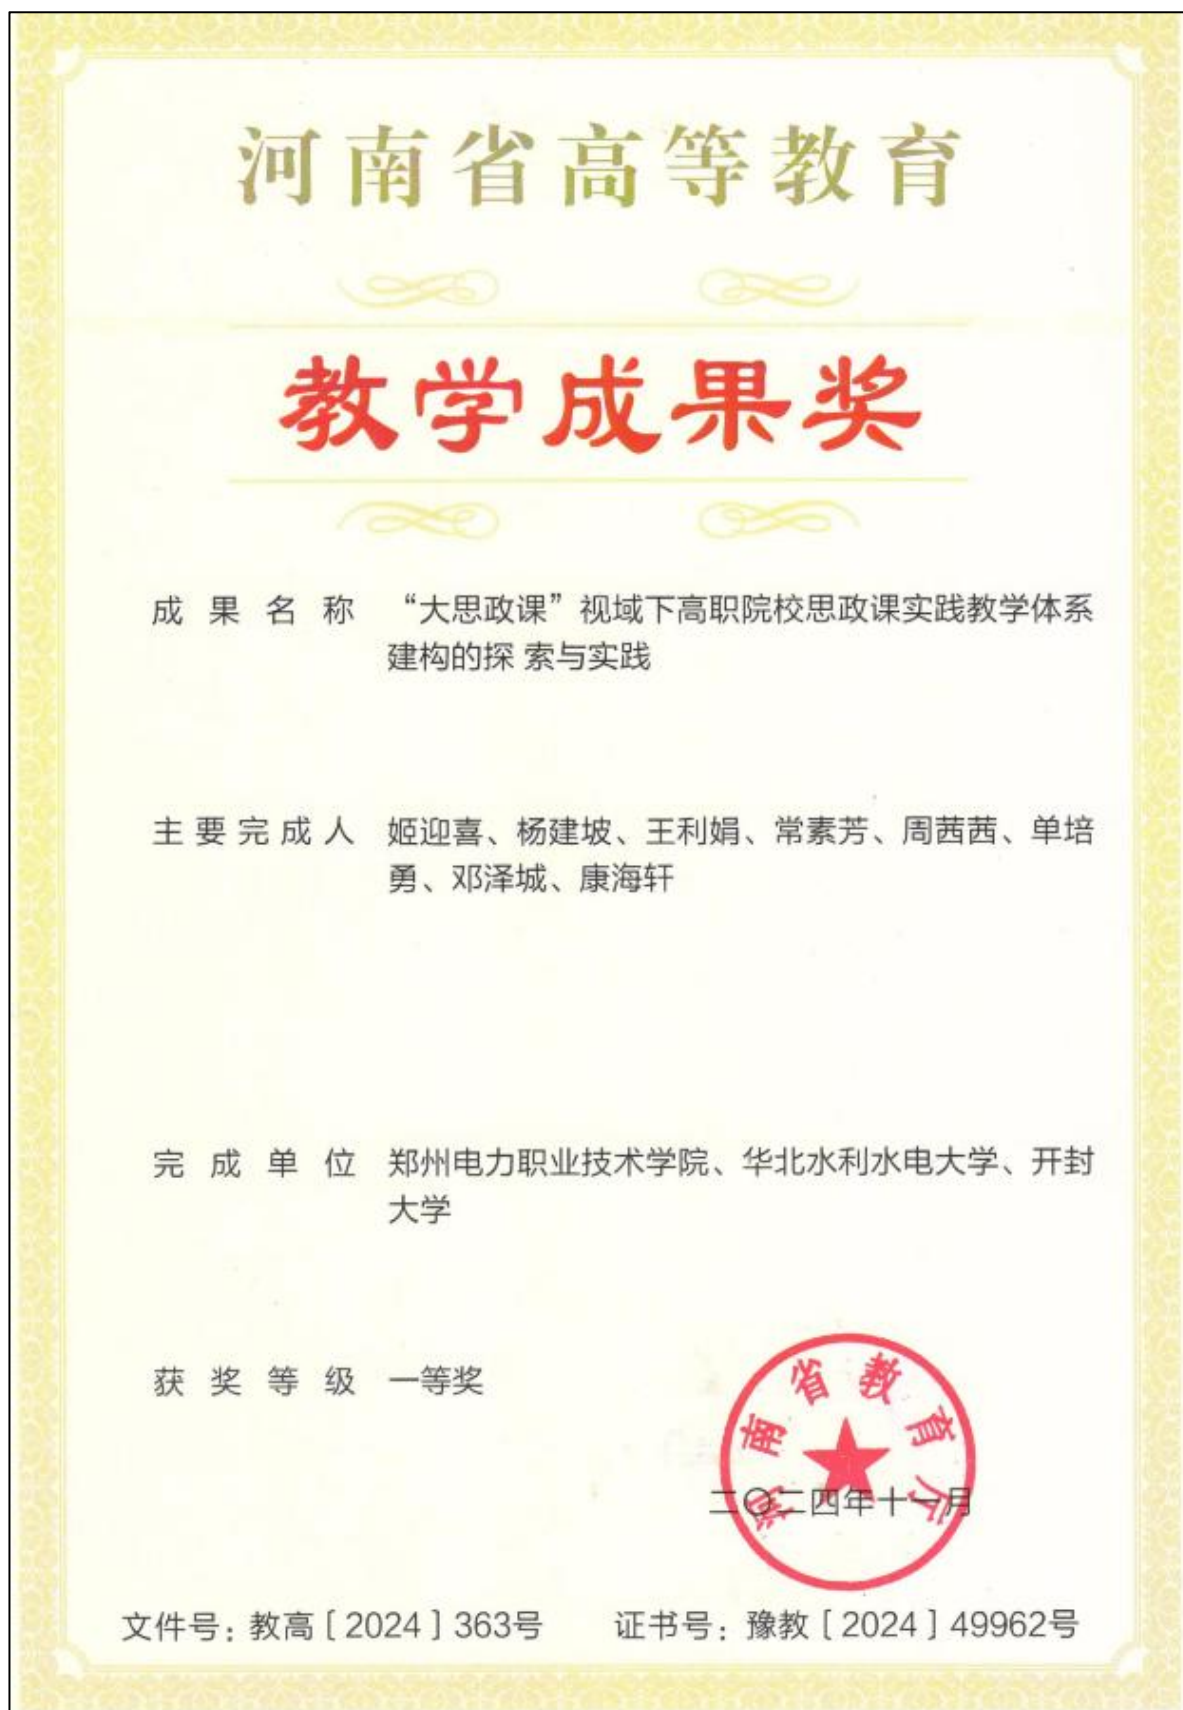 河南省高等教育
教学成果奖
成果名称 “大思政课”视域下高职院校思政课实践教学体系
建构的探 索与实践
主要完成人 姬迎喜、杨建坡、王利娟、常素芳、周茜茜、单培
勇、邓泽城、康海轩
完成单位 郑州电力职业技术学院、华北水利水电大学、开封
大学
获奖等级 一等奖
河南省教育厅
二〇二四年十一月
文件号：教高［2024］363号 证书号：豫教［2024］49962号